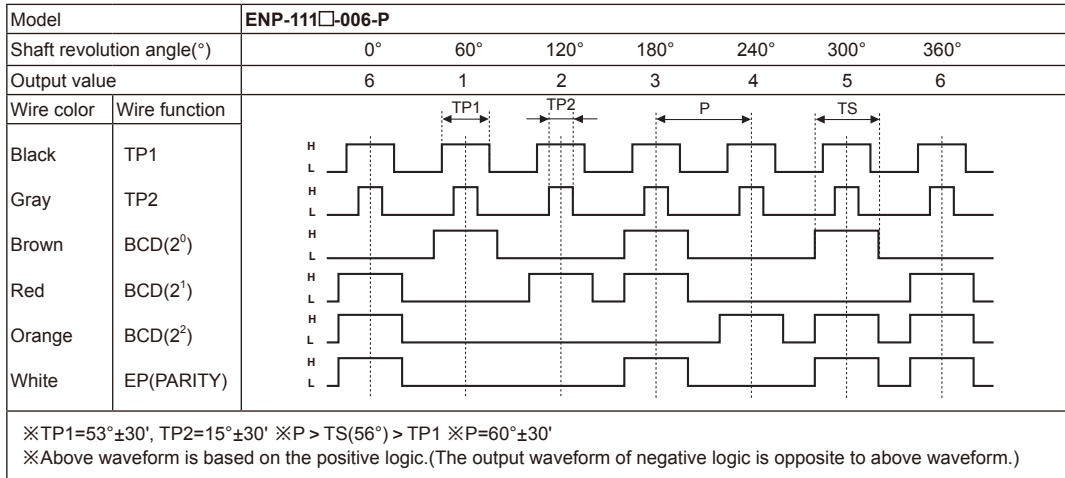 Model ENP-111□-006-P
Shaft revolution angle(°) 0° 60° 120° 180° 240° 300° 360°
Output value 6 1 2 3 4 5 6
Wire color Wire function TP1 TP2 P TS
Black TP1 H L
Gray TP2 H L
Brown BCD(2⁰) H L
Red BCD(2¹) H L
Orange BCD(2²) H L
White EP(PARITY) H L
※TP1=53°±30', TP2=15°±30' ※P > TS(56°) > TP1 ※P=60°±30'
※Above waveform is based on the positive logic.(The output waveform of negative logic is opposite to above waveform.)